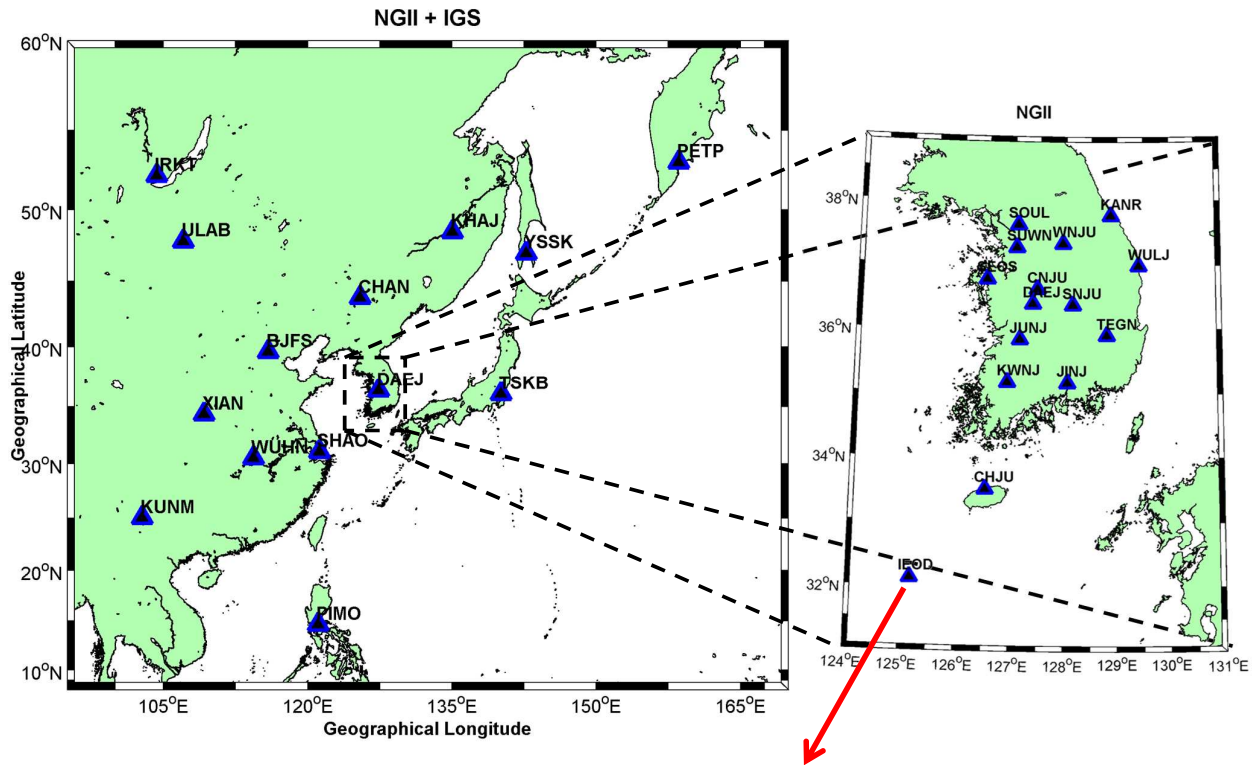 NGII + IGS
60°N
50°N
40°N
30°N
20°N
10°N
Geographical Latitude
105°E
120°E
135°E
150°E
165°E
Geographical Longitude
IRKT
PETP
ULAB
KHAJ
YSSK
CHAN
BJFS
DAEJ
TSKB
XIAN
WUHN
SHAO
KUNM
PIMO
NGII
38°N
36°N
34°N
32°N
124°E
125°E
126°E
127°E
128°E
129°E
130°E
131°E
SOUL
KANR
SUWN
WNJU
WULJ
SEOS
CNJU
DAEJ
SNJU
JUNJ
TEGN
KWNJ
JINJ
CHJU
IEOD